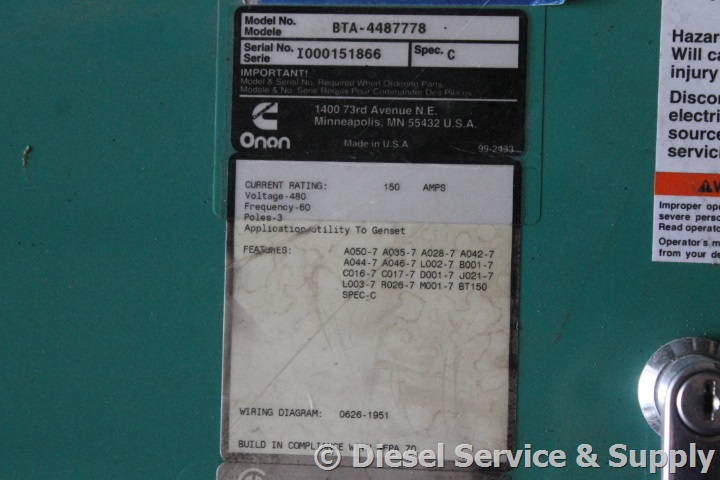 Model No.
Modele
BTA-4487778
Serial No.
Serie
I000151866
Spec.
C
IMPORTANT!
Model & Serial No. Required When Ordering Parts
Modele & No. Serie Requis Pour Commander Des Pieces
1400 73rd Avenue N.E.
Minneapolis, MN 55432 U.S.A.
Onan
Made in U.S.A
99-2433
CURRENT RATING: 150 AMPS
Voltage-480
Frequency-60
Poles-3
Application-utility To Genset
FEATURES:
A050-7 A035-7 A028-7 A042-7
A044-7 A046-7 L002-7 B001-7
C016-7 C017-7 D001-7 J021-7
L003-7 R026-7 M001-7 BT150
SPEC-C
WIRING DIAGRAM: 0626-1951
BUILD IN COMPLIANCE WITH NFPA 70
Hazar
Will ca
injury
Disco
electri
source
servici
W
Improper ope
severe perso
Read operato
Operator's m
from your de
© Diesel Service & Supply